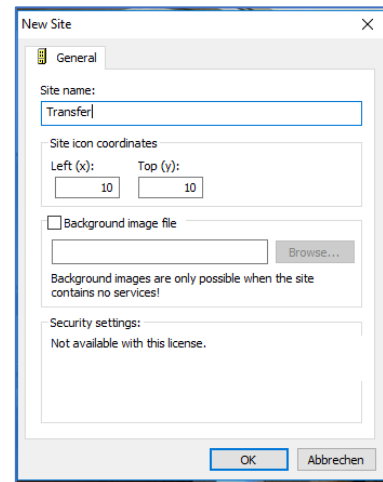 New Site
General
Site name:
Transfer
Site icon coordinates
Left (x): Top (y):
10 10
Background image file
Browse...
Background images are only possible when the site
contains no services!
Security settings:
Not available with this license.
OK Abbrechen